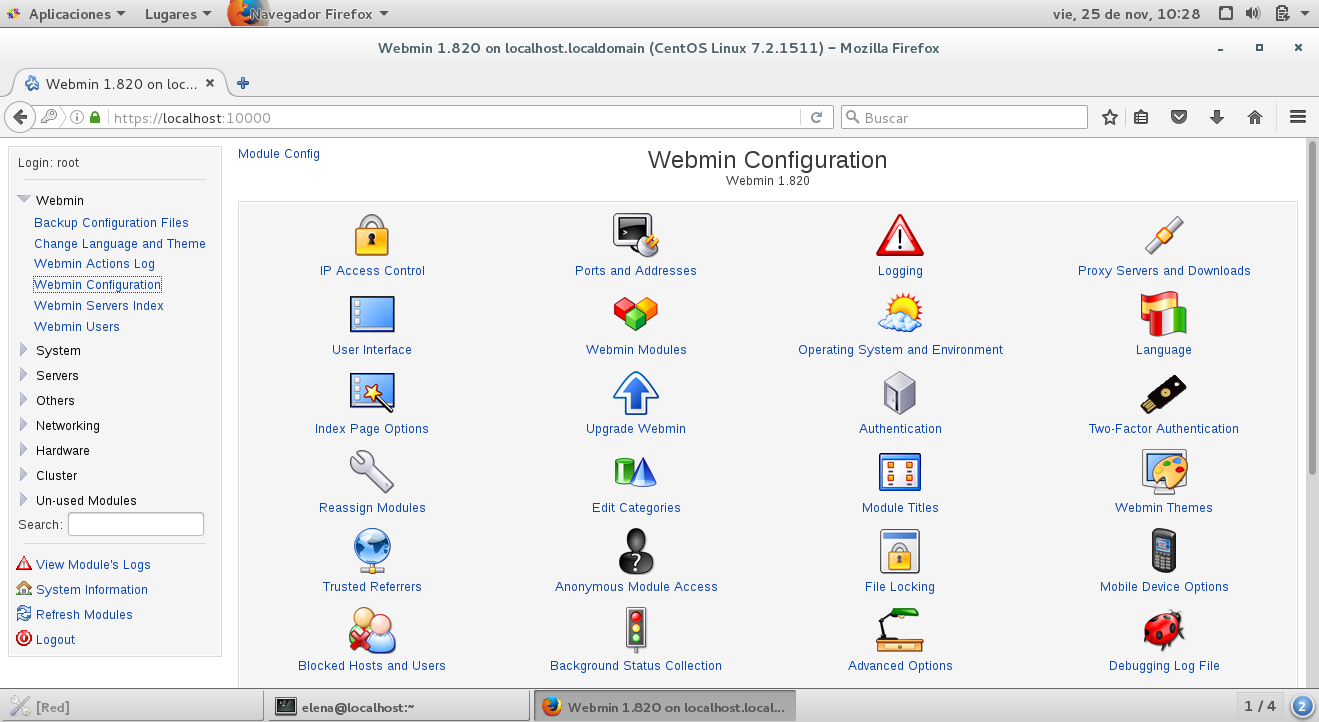 Aplicaciones Lugares Navegador Firefox vie, 25 de nov, 10:28
Webmin 1.820 on localhost.localdomain (CentOS Linux 7.2.1511) – Mozilla Firefox
Webmin 1.820 on loc...
https://localhost:10000 Buscar
Login: root
Webmin
Backup Configuration Files
Change Language and Theme
Webmin Actions Log
Webmin Configuration
Webmin Servers Index
Webmin Users
System
Servers
Others
Networking
Hardware
Cluster
Un-used Modules
Search:
View Module's Logs
System Information
Refresh Modules
Logout
Module Config
Webmin Configuration
Webmin 1.820
IP Access Control Ports and Addresses Logging Proxy Servers and Downloads
User Interface Webmin Modules Operating System and Environment Language
Index Page Options Upgrade Webmin Authentication Two-Factor Authentication
Reassign Modules Edit Categories Module Titles Webmin Themes
Trusted Referrers Anonymous Module Access File Locking Mobile Device Options
Blocked Hosts and Users Background Status Collection Advanced Options Debugging Log File
[Red] elena@localhost:~ Webmin 1.820 on localhost.local... 1 / 4 2